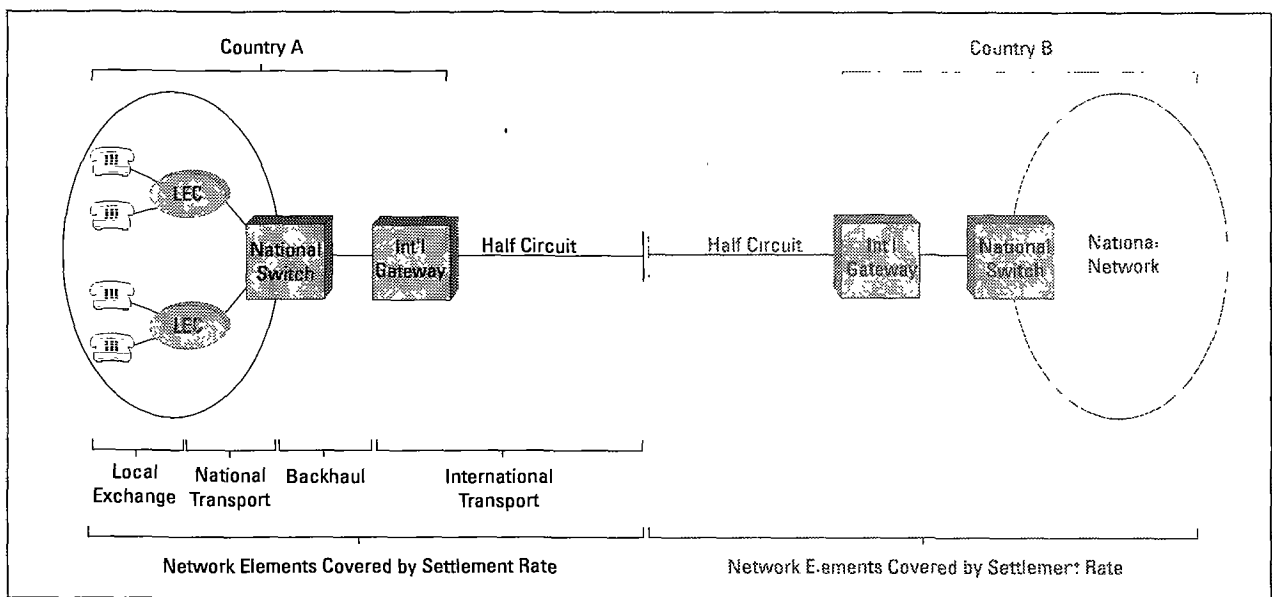 Country A
Country B
LEC
LEC
National
Switch
Int'l
Gateway
Half Circuit
Half Circuit
Int'l
Gateway
National
Switch
National
Network
Local
Exchange
National
Transport
Backhaul
International
Transport
Network Elements Covered by Settlement Rate
Network Elements Covered by Settlement Rate